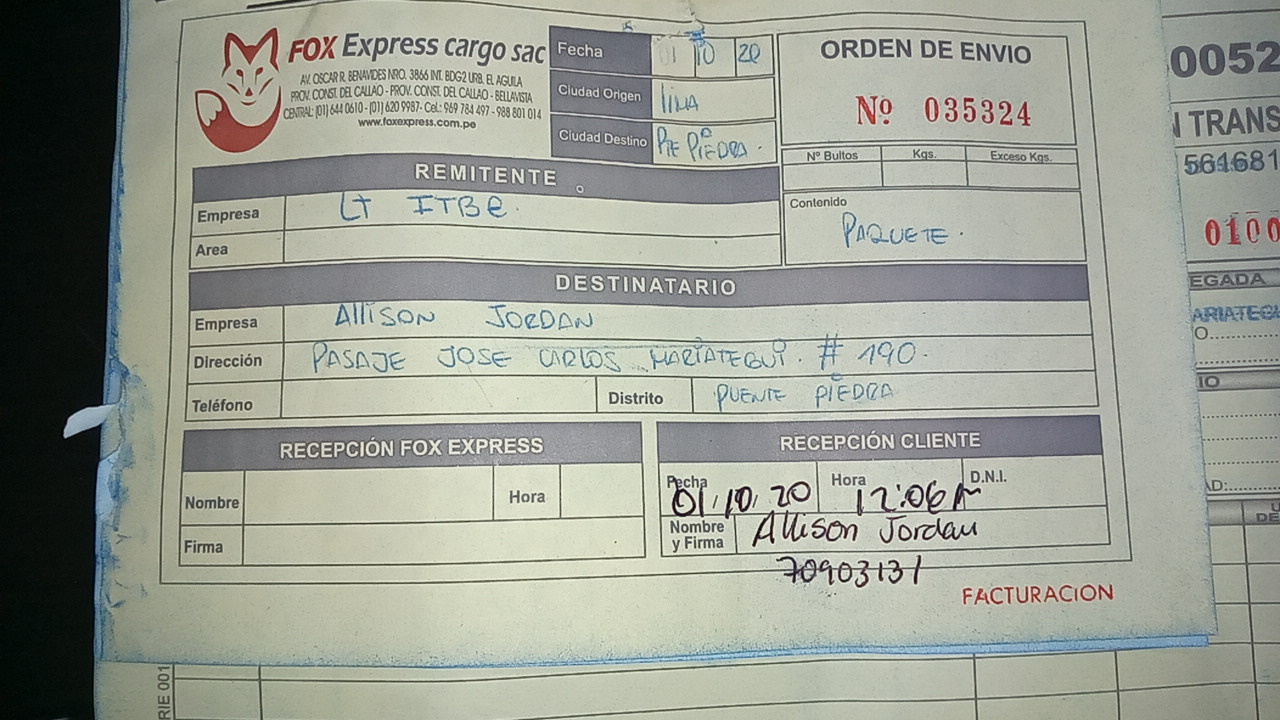 FOX Express cargo sac
AV. OSCAR R. BENAVIDES NRO. 3866 INT. BDG2 URB. EL AGUILA
PROV. CONST. DEL CALLAO - PROV. CONST. DEL CALLAO - BELLAVISTA
CENTRAL: (01) 644 0610 - (01) 620 9987- Cel.: 969 784 497 - 988 801 014
www.foxexpress.com.pe
Fecha 01 10 20
Ciudad Origen LIMA
Ciudad Destino PTE PIEDRA.
ORDEN DE ENVIO
Nº 035324
Nº Bultos Kgs. Exceso Kgs.
Contenido
PAQUETE.
REMITENTE
Empresa LT ITBR.
Area
DESTINATARIO
Empresa Allison JORDAN
Dirección PASAJE JOSE CARLOS MARIATEGUI. # 190.
Teléfono Distrito PUENTE PIEDRA
RECEPCIÓN FOX EXPRESS
Nombre Hora
Firma
RECEPCIÓN CLIENTE
Fecha 01.10.20 Hora 12:06 D.N.I.
Nombre y Firma Allison Jordan
70903131
FACTURACION
0052
TRANS
561681
0100
EGADA
ARIATEGU
O
IO
AD:
RIE 001